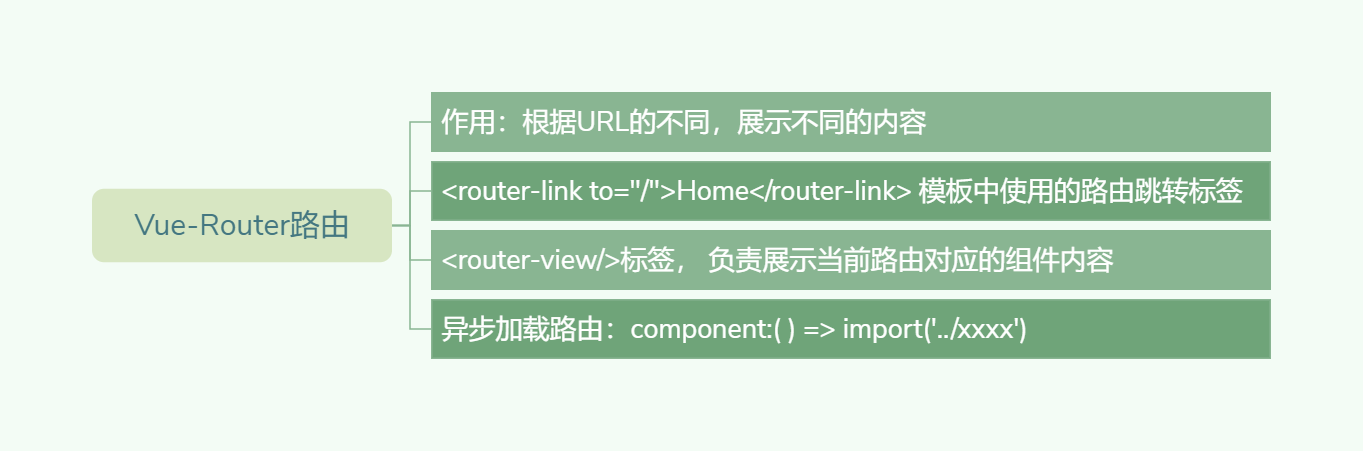 Vue-Router路由
作用：根据URL的不同，展示不同的内容
<router-link to="/">Home</router-link> 模板中使用的路由跳转标签
<router-view/>标签， 负责展示当前路由对应的组件内容
异步加载路由：component:( ) => import('../xxxx')